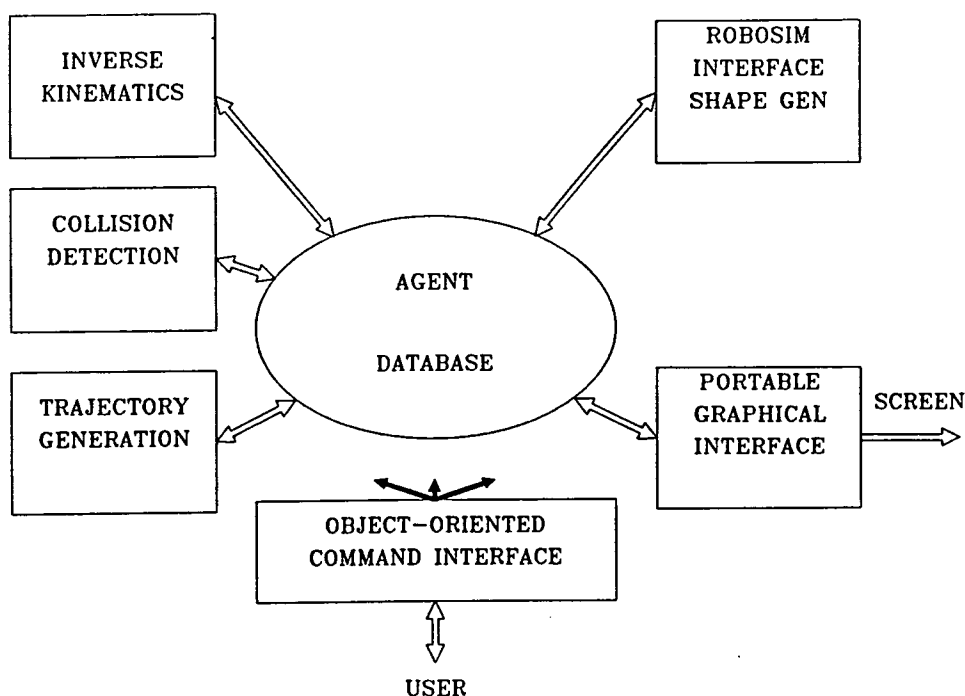 INVERSE
KINEMATICS
ROBOSIM
INTERFACE
SHAPE GEN
COLLISION
DETECTION
AGENT
DATABASE
TRAJECTORY
GENERATION
PORTABLE
GRAPHICAL
INTERFACE
SCREEN
OBJECT-ORIENTED
COMMAND INTERFACE
USER